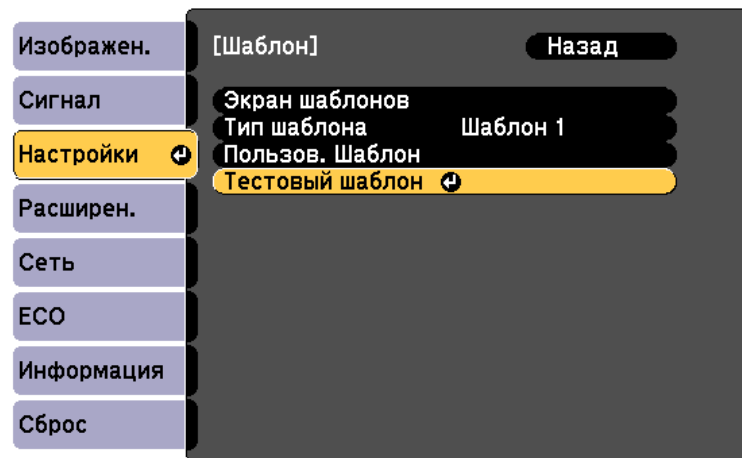 Изображен.
Сигнал
Настройки
Расширен.
Сеть
ECO
Информация
Сброс
[Шаблон] Назад
Экран шаблонов
Тип шаблона Шаблон 1
Пользов. Шаблон
Тестовый шаблон